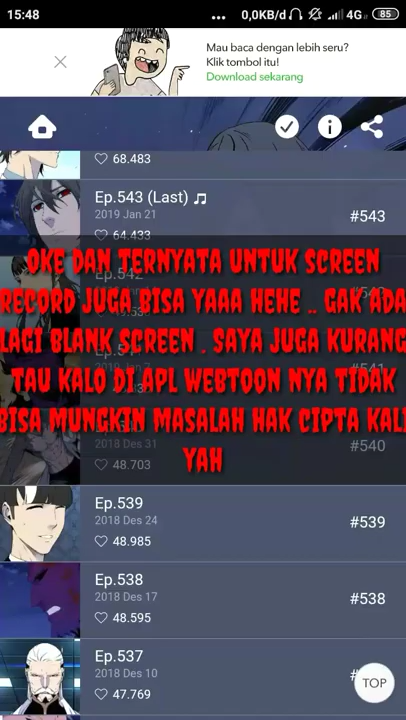 15:48
... 0,0KB/d 4G 85
Mau baca dengan lebih seru?
Klik tombol itu!
Download sekarang
68.483
Ep.543 (Last)
2019 Jan 21
#543
64.433
OKE DAN TERNYATA UNTUK SCREEN
RECORD JUGA BISA YAAA HEHE .. GAK ADA
LAGI BLANK SCREEN . SAYA JUGA KURANG
TAU KALO DI APL WEBTOON NYA TIDAK
BISA MUNGKIN MASALAH HAK CIPTA KALI
YAH
2018 Des 31
#540
48.703
Ep.539
2018 Des 24
#539
48.985
Ep.538
2018 Des 17
#538
48.595
Ep.537
2018 Des 10
47.769
TOP